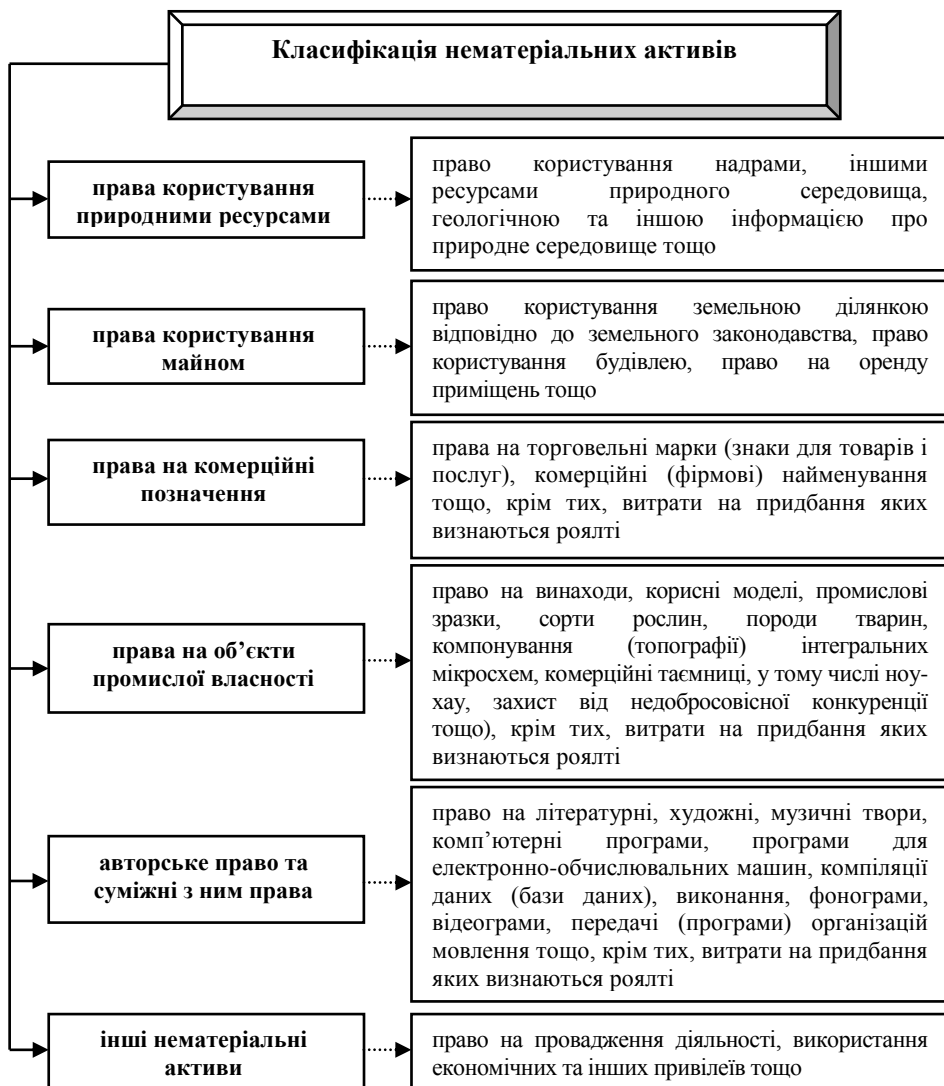 Класифікація нематеріальних активів
права користування
природними ресурсами
право користування надрами, іншими
ресурсами природного середовища,
геологічною та іншою інформацією про
природне середовище тощо
права користування
майном
право користування земельною ділянкою
відповідно до земельного законодавства, право
користування будівлею, право на оренду
приміщень тощо
права на комерційні
позначення
права на торговельні марки (знаки для товарів і
послуг), комерційні (фірмові) найменування
тощо, крім тих, витрати на придбання яких
визнаються роялті
права на об’єкти
промислої власності
право на винаходи, корисні моделі, промислові
зразки, сорти рослин, породи тварин,
компонування (топографії) інтегральних
мікросхем, комерційні таємниці, у тому числі ноу-
хау, захист від недобросовісної конкуренції
тощо), крім тих, витрати на придбання яких
визнаються роялті
авторське право та
суміжні з ним права
право на літературні, художні, музичні твори,
комп’ютерні програми, програми для
електронно-обчислювальних машин, компіляції
даних (бази даних), виконання, фонограми,
відеограми, передачі (програми) організацій
мовлення тощо, крім тих, витрати на придбання
яких визнаються роялті
інші нематеріальні
активи
право на провадження діяльності, використання
економічних та інших привілеїв тощо